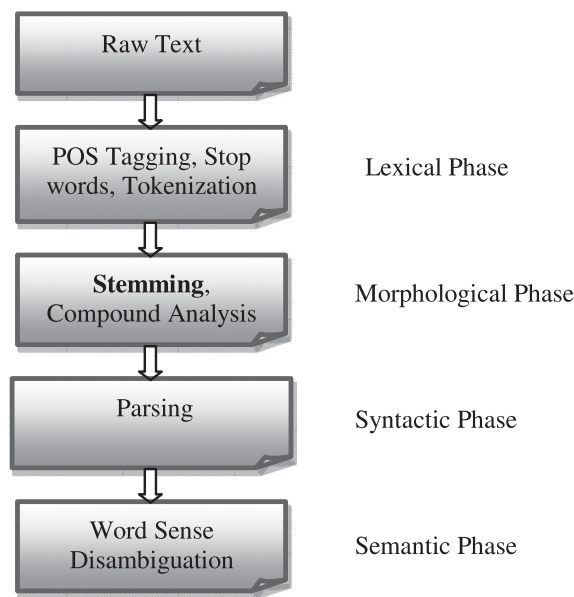 Raw Text
POS Tagging, Stop
words, Tokenization
Lexical Phase
Stemming,
Compound Analysis
Morphological Phase
Parsing
Syntactic Phase
Word Sense
Disambiguation
Semantic Phase